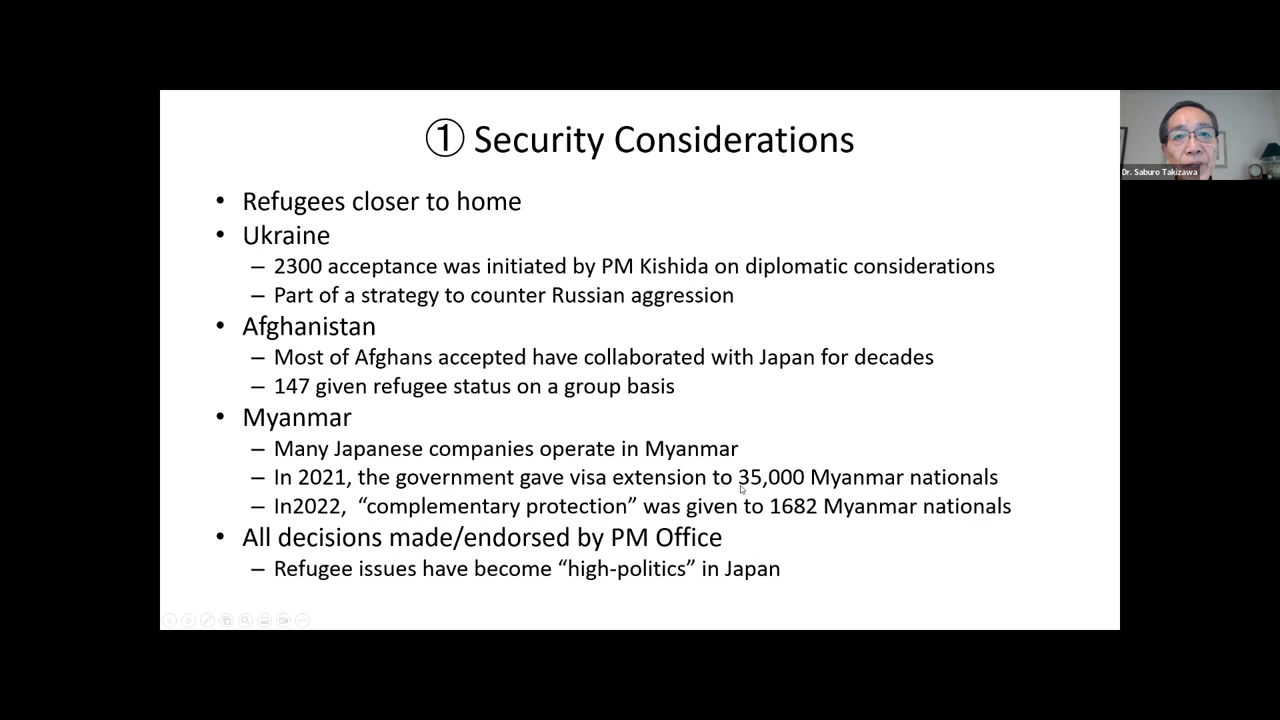 ① Security Considerations
Dr. Saburo Takizawa
• Refugees closer to home
• Ukraine
– 2300 acceptance was initiated by PM Kishida on diplomatic considerations
– Part of a strategy to counter Russian aggression
• Afghanistan
– Most of Afghans accepted have collaborated with Japan for decades
– 147 given refugee status on a group basis
• Myanmar
– Many Japanese companies operate in Myanmar
– In 2021, the government gave visa extension to 35,000 Myanmar nationals
– In2022, “complementary protection” was given to 1682 Myanmar nationals
• All decisions made/endorsed by PM Office
– Refugee issues have become “high-politics” in Japan